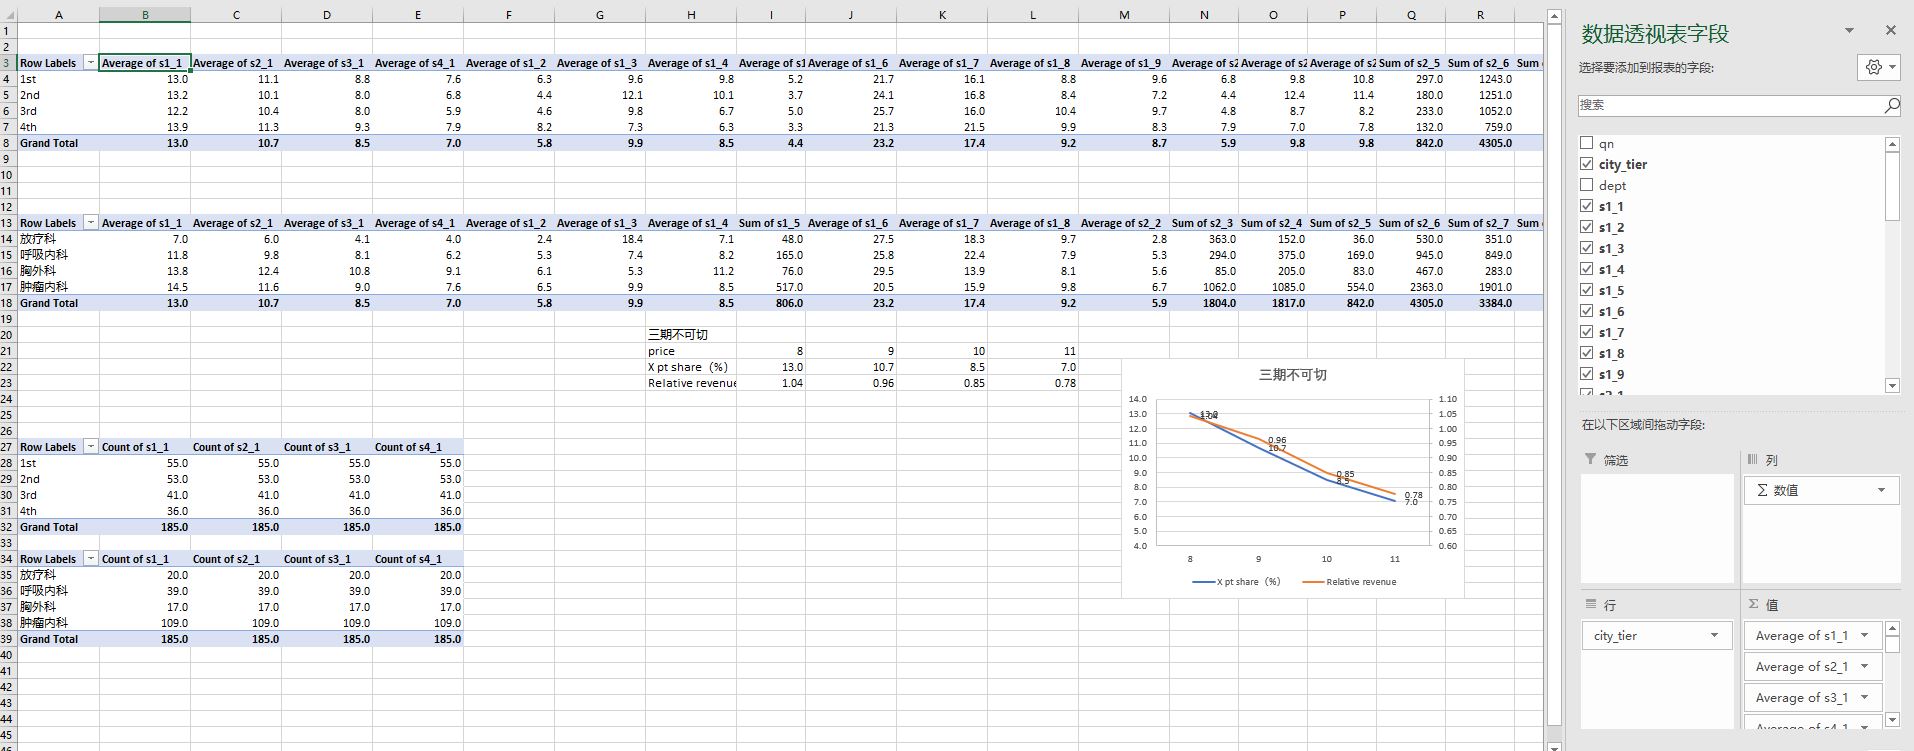 A B C D E F G H I J K L M N O P Q R
1
2
3 Row Labels Average of s1_1 Average of s2_1 Average of s3_1 Average of s4_1 Average of s1_2 Average of s1_3 Average of s1_4 Average of s1 Average of s1_6 Average of s1_7 Average of s1_8 Average of s1_9 Average of s2 Average of s2 Average of s2 Sum of s2_5 Sum of s2_6 Sum
4 1st 13.0 11.1 8.8 7.6 6.3 9.6 9.8 5.2 21.7 16.1 8.8 9.6 6.8 9.8 10.8 297.0 1243.0
5 2nd 13.2 10.1 8.0 6.8 4.4 12.1 10.1 3.7 24.1 16.8 8.4 7.2 4.4 12.4 11.4 180.0 1251.0
6 3rd 12.2 10.4 8.0 5.9 4.6 9.8 6.7 5.0 25.7 16.0 10.4 9.7 4.8 8.7 8.2 233.0 1052.0
7 4th 13.9 11.3 9.3 7.9 8.2 7.3 6.3 3.3 21.3 21.5 9.9 8.3 7.9 7.0 7.8 132.0 759.0
8 Grand Total 13.0 10.7 8.5 7.0 5.8 9.9 8.5 4.4 23.2 17.4 9.2 8.7 5.9 9.8 9.8 842.0 4305.0
9
10
11
12
13 Row Labels Average of s1_1 Average of s2_1 Average of s3_1 Average of s4_1 Average of s1_2 Average of s1_3 Average of s1_4 Sum of s1_5 Average of s1_6 Average of s1_7 Average of s1_8 Average of s2_2 Sum of s2_3 Sum of s2_4 Sum of s2_5 Sum of s2_6 Sum of s2_7 Sum
14 放疗科 7.0 6.0 4.1 4.0 2.4 18.4 7.1 48.0 27.5 18.3 9.7 2.8 363.0 152.0 36.0 530.0 351.0
15 呼吸内科 11.8 9.8 8.1 6.2 5.3 7.4 8.2 165.0 25.8 22.4 7.9 5.3 294.0 375.0 169.0 945.0 849.0
16 胸外科 13.8 12.4 10.8 9.1 6.1 5.3 11.2 76.0 29.5 13.9 8.1 5.6 85.0 205.0 83.0 467.0 283.0
17 肿瘤内科 14.5 11.6 9.0 7.6 6.5 9.9 8.5 517.0 20.5 15.9 9.8 6.7 1062.0 1085.0 554.0 2363.0 1901.0
18 Grand Total 13.0 10.7 8.5 7.0 5.8 9.9 8.5 806.0 23.2 17.4 9.2 5.9 1804.0 1817.0 842.0 4305.0 3384.0
19
20 三期不可切
21 price 8 9 10 11
22 X pt share（%） 13.0 10.7 8.5 7.0
23 Relative revenue 1.04 0.96 0.85 0.78
24
25
26
27 Row Labels Count of s1_1 Count of s2_1 Count of s3_1 Count of s4_1
28 1st 55.0 55.0 55.0 55.0
29 2nd 53.0 53.0 53.0 53.0
30 3rd 41.0 41.0 41.0 41.0
31 4th 36.0 36.0 36.0 36.0
32 Grand Total 185.0 185.0 185.0 185.0
33
34 Row Labels Count of s1_1 Count of s2_1 Count of s3_1 Count of s4_1
35 放疗科 20.0 20.0 20.0 20.0
36 呼吸内科 39.0 39.0 39.0 39.0
37 胸外科 17.0 17.0 17.0 17.0
38 肿瘤内科 109.0 109.0 109.0 109.0
39 Grand Total 185.0 185.0 185.0 185.0
40
41
42
43
44
45
46
三期不可切
14.0 1.10
13.0 13.0 1.04 1.05
12.0 1.00
11.0 0.96 10.7 0.95
10.0 0.90
9.0 0.85 0.85
8.0 8.5 0.80
7.0 0.78 7.0 0.75
6.0 0.70
5.0 0.65
4.0 0.60
8 9 10 11
X pt share（%） Relative revenue
数据透视表字段
选择要添加到报表的字段:
搜索
qn
city_tier
dept
s1_1
s1_2
s1_3
s1_4
s1_5
s1_6
s1_7
s1_8
s1_9
s2_1
在以下区域间拖动字段:
筛选 列
Σ 数值
行 Σ 值
city_tier Average of s1_1
Average of s2_1
Average of s3_1
Average of s4_1